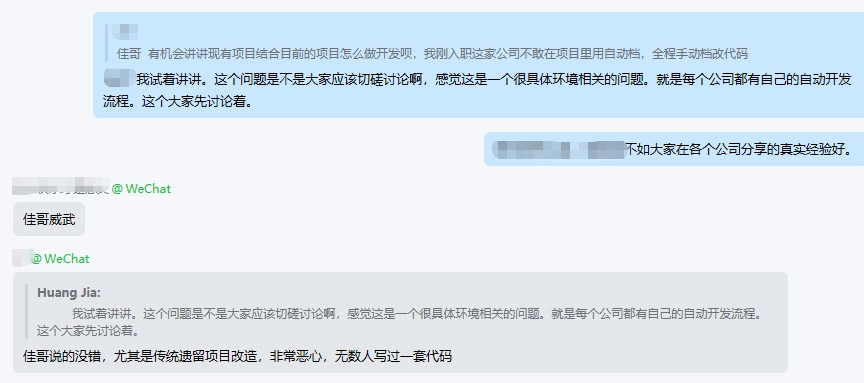 佳哥 有机会讲讲现有项目结合目前的项目怎么做开发呗，我刚入职这家公司不敢在项目里用自动档，全程手动档改代码
我试着讲讲。这个问题是不是大家应该切磋讨论啊，感觉这是一个很具体环境相关的问题。就是每个公司都有自己的自动开发
流程。这个大家先讨论着。
不如大家在各个公司分享的真实经验好。
@WeChat
佳哥威武
@WeChat
Huang Jia:
我试着讲讲。这个问题是不是大家应该切磋讨论啊，感觉这是一个很具体环境相关的问题。就是每个公司都有自己的自动开发流程。
这个大家先讨论着。
佳哥说的没错，尤其是传统遗留项目改造，非常恶心，无数人写过一套代码